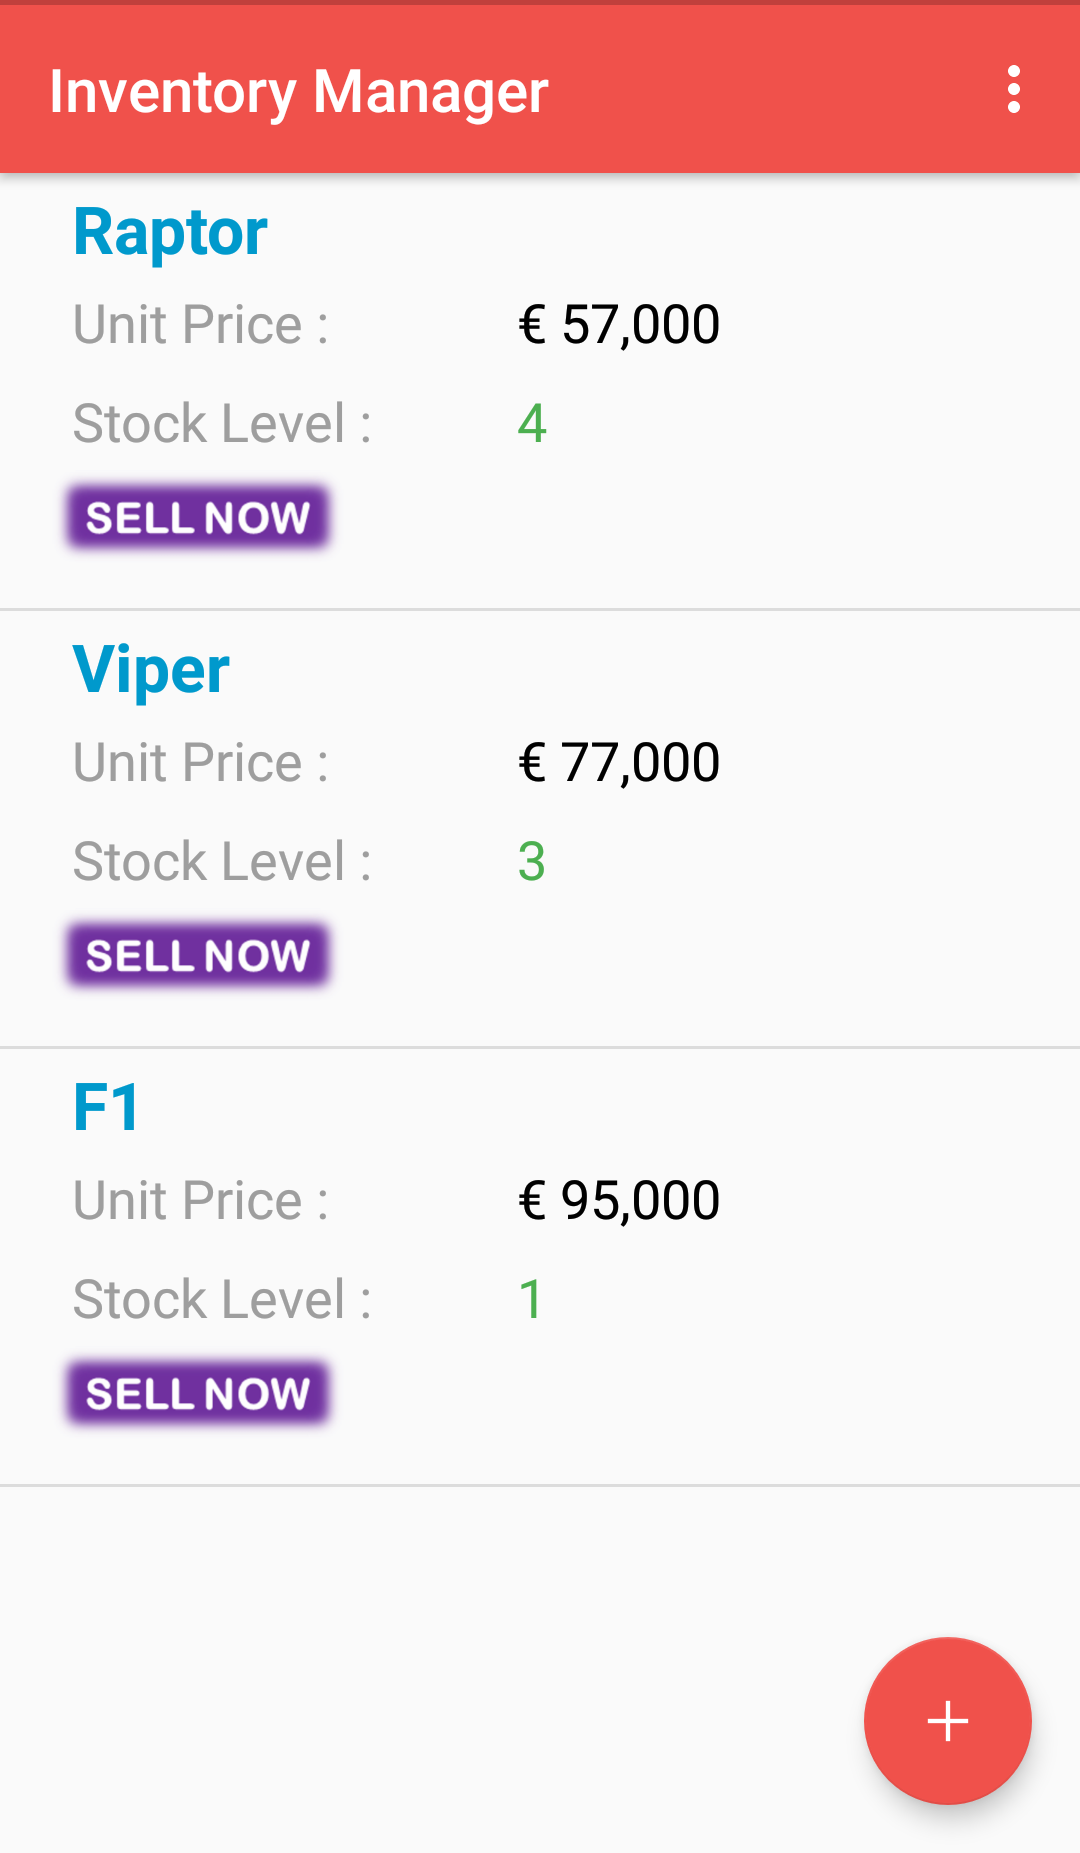 Inventory Manager
Raptor
Unit Price : € 57,000
Stock Level : 4
SELL NOW
Viper
Unit Price : € 77,000
Stock Level : 3
SELL NOW
F1
Unit Price : € 95,000
Stock Level : 1
SELL NOW